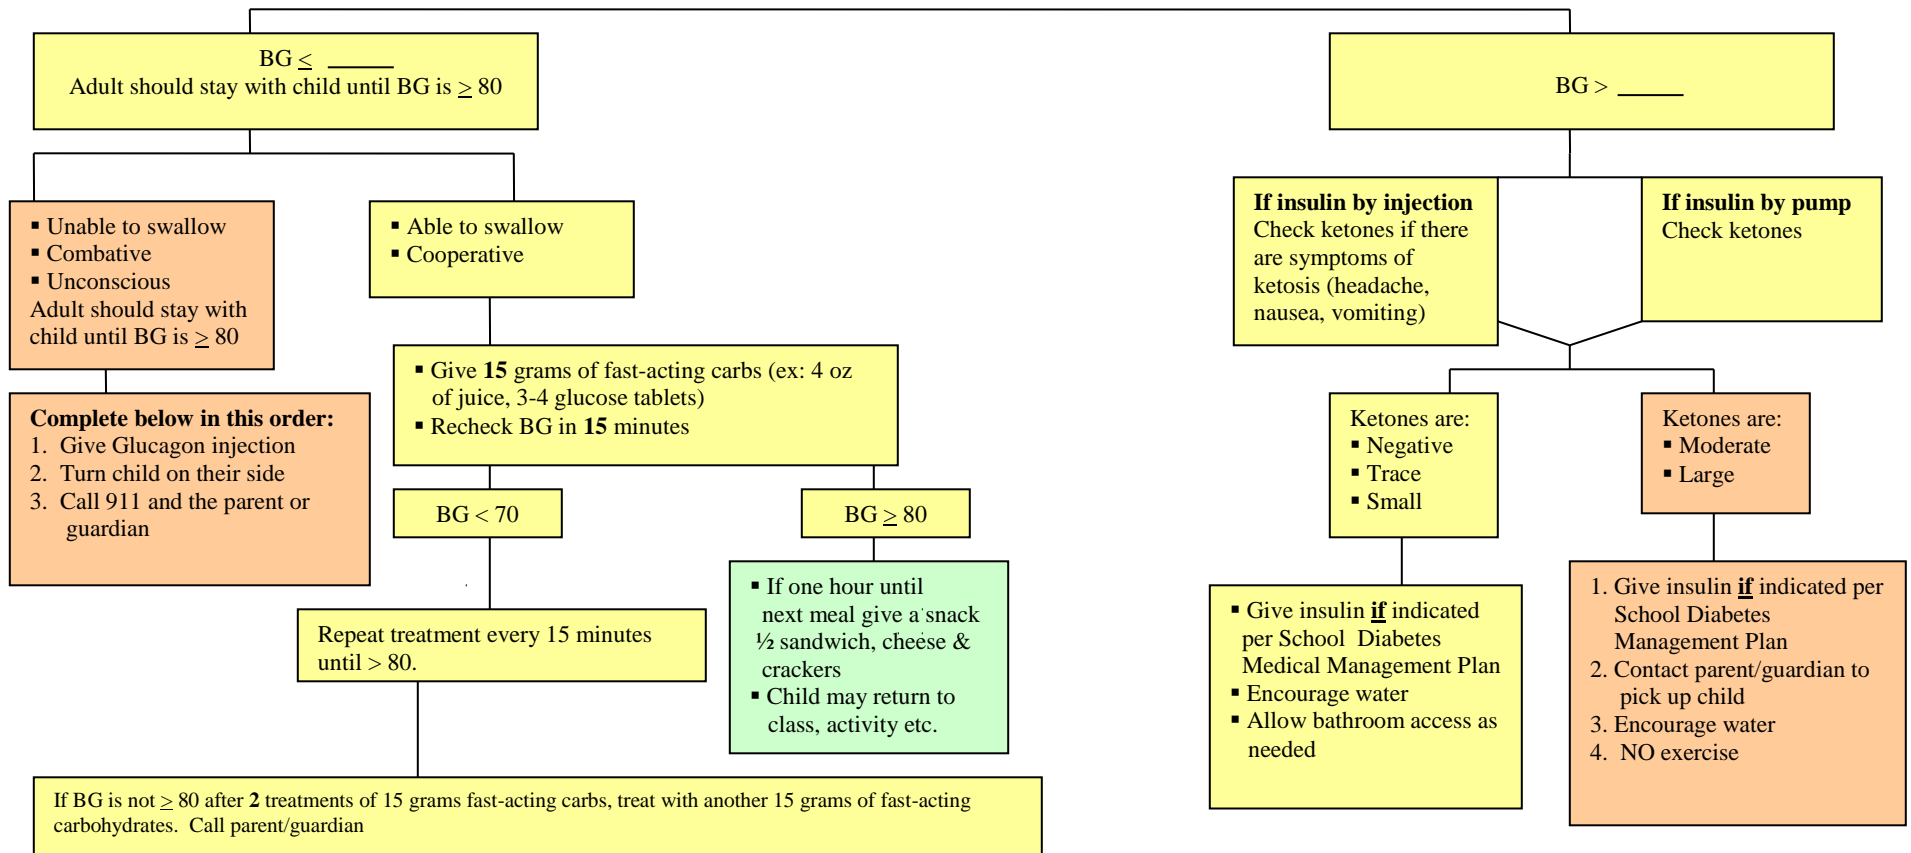 BG ≤ ______
Adult should stay with child until BG is ≥ 80
▪ Unable to swallow
▪ Combative
▪ Unconscious
Adult should stay with
child until BG is ≥ 80
Complete below in this order:
1. Give Glucagon injection
2. Turn child on their side
3. Call 911 and the parent or
guardian
▪ Able to swallow
▪ Cooperative
▪ Give 15 grams of fast-acting carbs (ex: 4 oz
of juice, 3-4 glucose tablets)
▪ Recheck BG in 15 minutes
BG < 70
BG ≥ 80
Repeat treatment every 15 minutes
until > 80.
▪ If one hour until
next meal give a snack
½ sandwich, cheese &
crackers
▪ Child may return to
class, activity etc.
If BG is not ≥ 80 after 2 treatments of 15 grams fast-acting carbs, treat with another 15 grams of fast-acting
carbohydrates. Call parent/guardian
BG > ______
If insulin by injection
Check ketones if there
are symptoms of
ketosis (headache,
nausea, vomiting)
If insulin by pump
Check ketones
Ketones are:
▪ Negative
▪ Trace
▪ Small
Ketones are:
▪ Moderate
▪ Large
▪ Give insulin if indicated
per School Diabetes
Medical Management Plan
▪ Encourage water
▪ Allow bathroom access as
needed
1. Give insulin if indicated per
School Diabetes
Management Plan
2. Contact parent/guardian to
pick up child
3. Encourage water
4. NO exercise